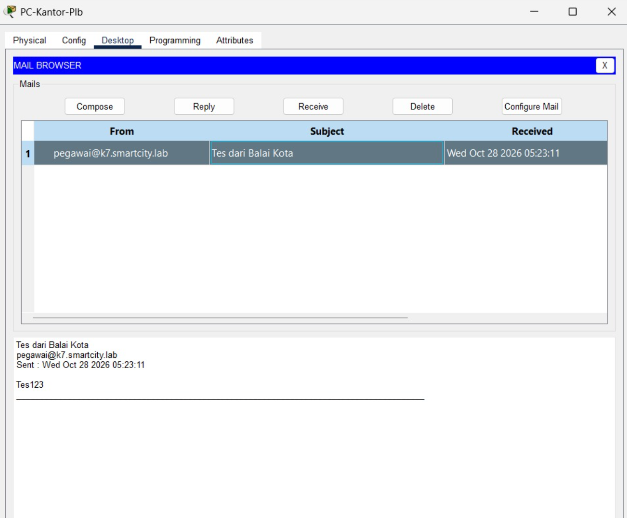 PC-Kantor-Plb
Physical Config Desktop Programming Attributes
MAIL BROWSER X
Mails
Compose Reply Receive Delete Configure Mail
From Subject Received
1 pegawai@k7.smartcity.lab Tes dari Balai Kota Wed Oct 28 2026 05:23:11
Tes dari Balai Kota
pegawai@k7.smartcity.lab
Sent : Wed Oct 28 2026 05:23:11
Tes123